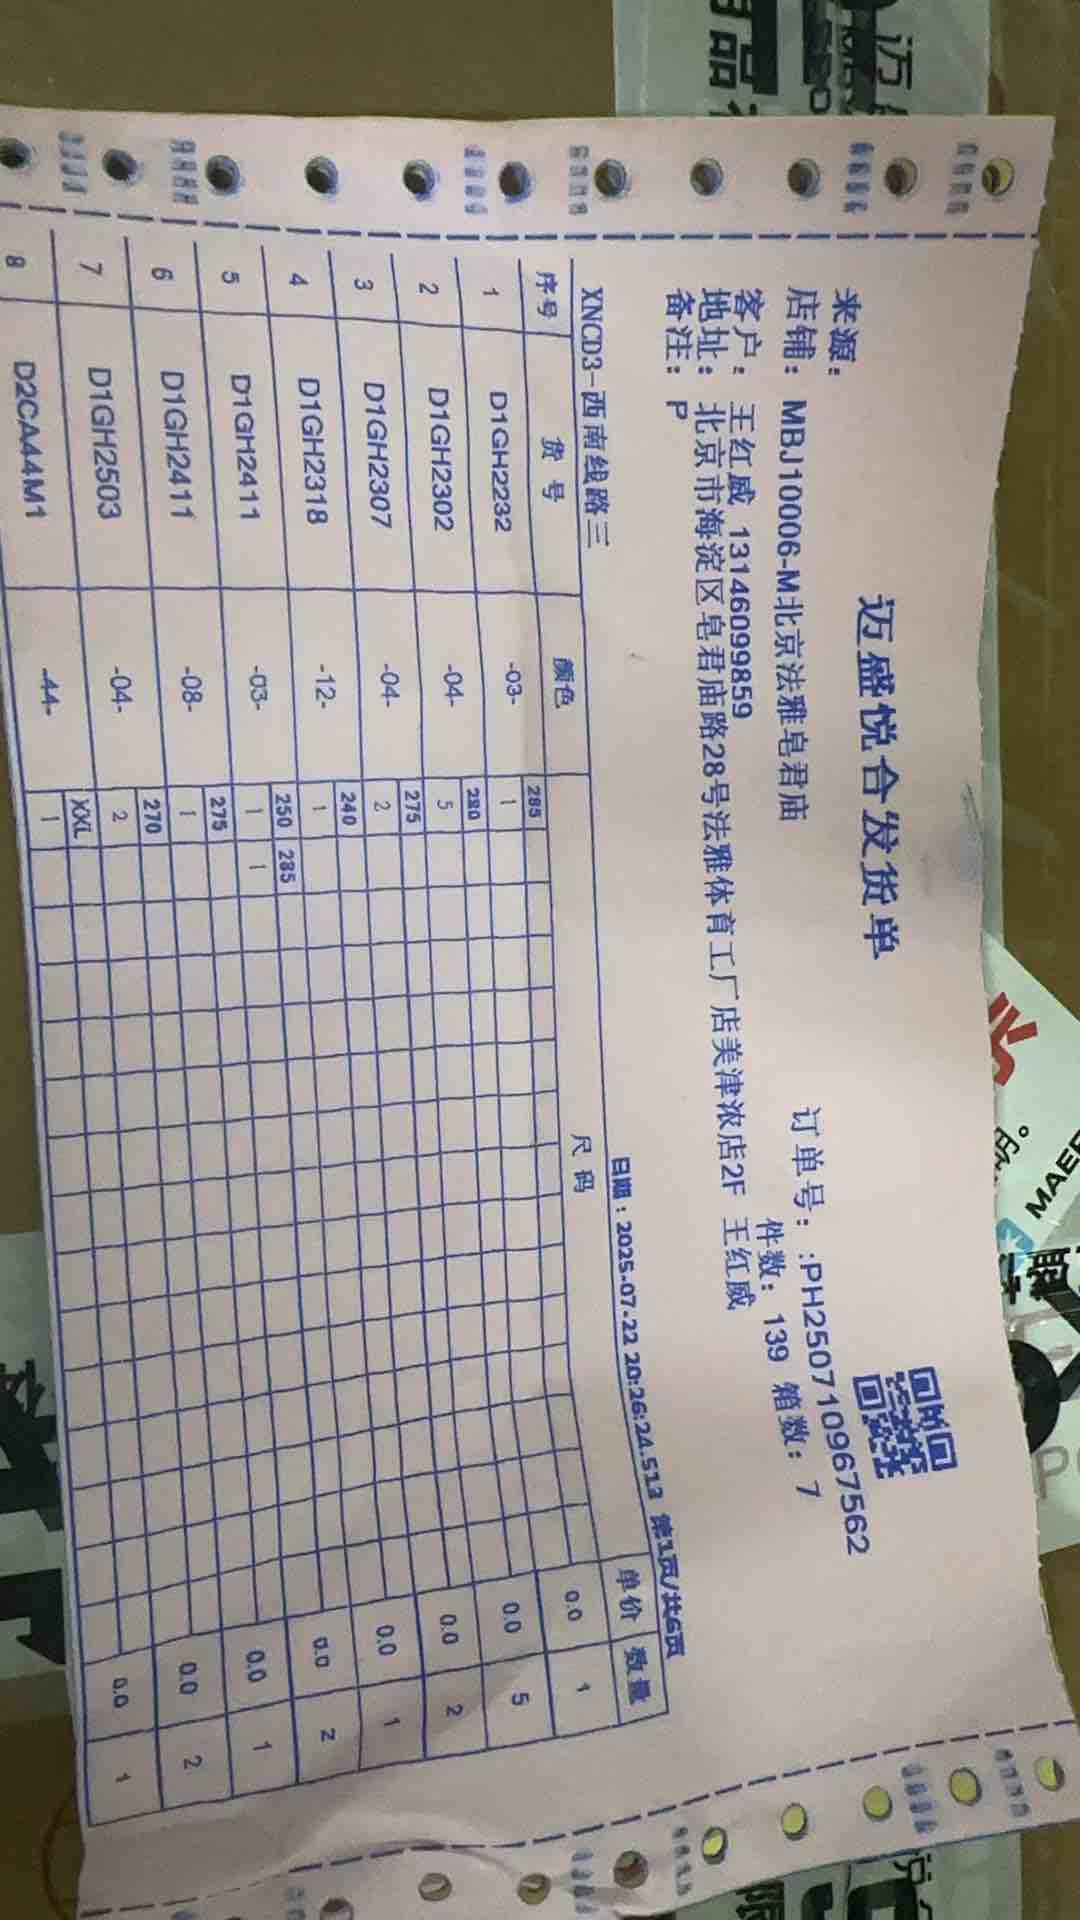 迈盛悦合发货单
来源：
店铺： MBJ10006-M北京法雅皂君庙 订单号：:PH250710967562
客户： 王红威 13146099859 件数：139 箱数：7
地址： 北京市海淀区皂君庙路28号法雅体育工厂店美津浓店2F 王红威
备注： P
XNCD3-西南线路三 日期：2025-07-22 20:26:24.513 第1页/共6页
序号 货号 颜色 尺码 单价 数量
285
1 D1GH2232 -03- 1 0.0 1
280
2 D1GH2302 -04- 5 0.0 5
275
3 D1GH2307 -04- 2 0.0 2
240
4 D1GH2318 -12- 1 0.0 1
250 285
5 D1GH2411 -03- 1 1 0.0 2
275
6 D1GH2411 -08- 1 0.0 1
270
7 D1GH2503 -04- 2 0.0 2
XXL
8 D2CA44M1 -44- 1 0.0 1